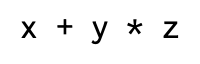 x + y * z